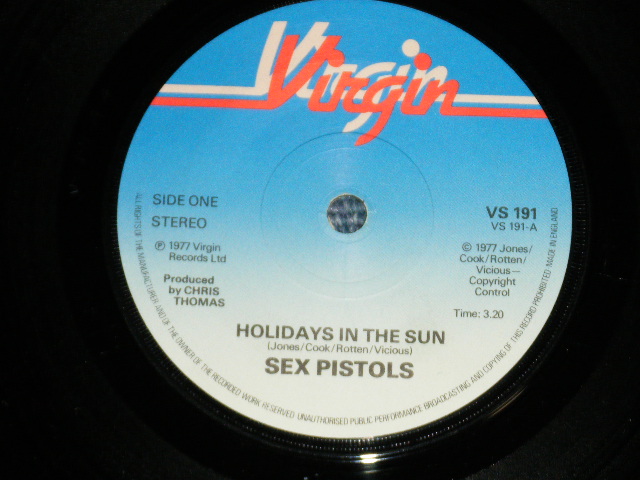 Virgin
SIDE ONE
STEREO
℗ 1977 Virgin
Records Ltd
Produced
by CHRIS
THOMAS
VS 191
VS 191-A
© 1977 Jones/
Cook/Rotten/
Vicious—
Copyright
Control
Time: 3.20
HOLIDAYS IN THE SUN
(Jones/Cook/Rotten/Vicious)
SEX PISTOLS
ALL RIGHTS OF THE MANUFACTURER AND OF THE OWNER OF THE RECORDED WORK RESERVED UNAUTHORISED PUBLIC PERFORMANCE BROADCASTING AND COPYING OF THIS RECORD PROHIBITED MADE IN ENGLAND